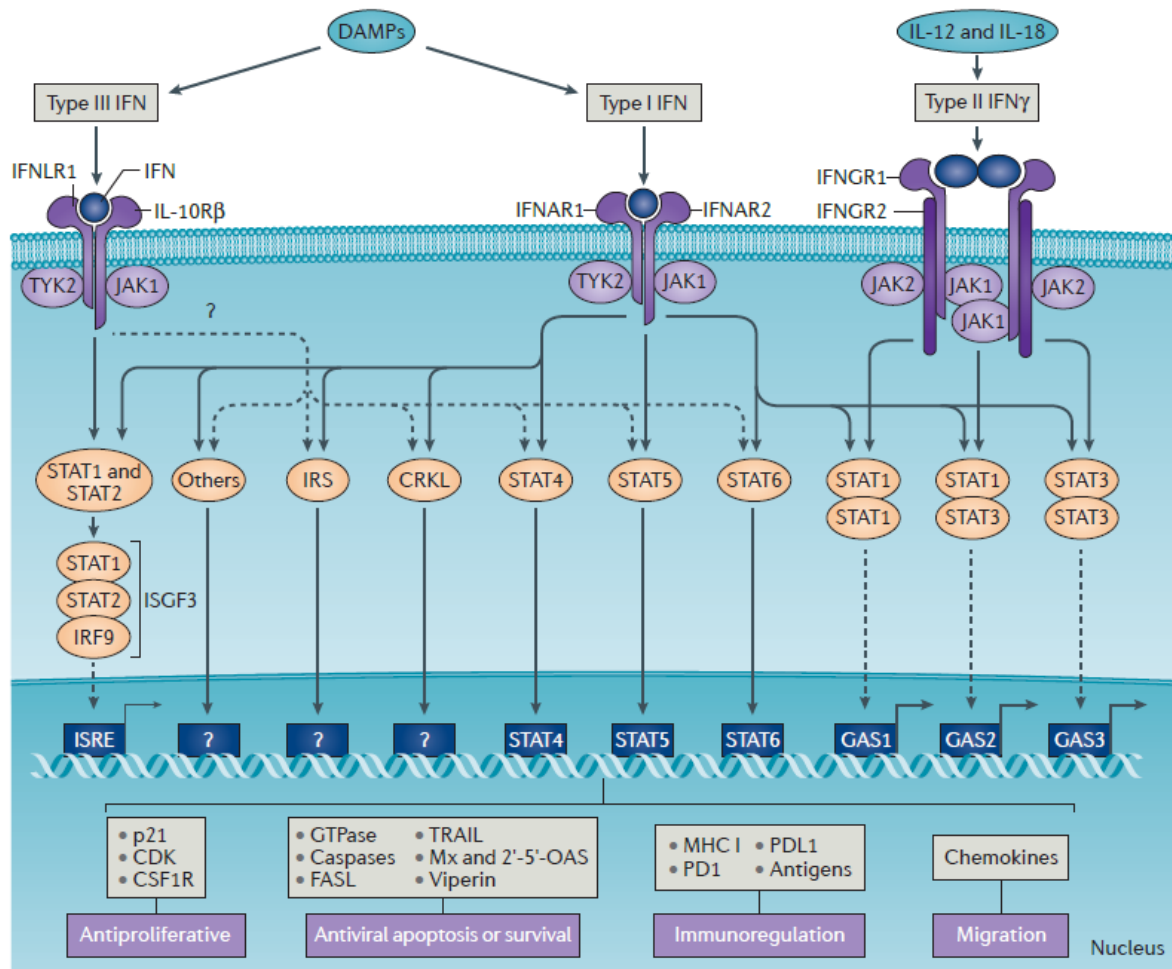 DAMPs
IL-12 and IL-18
Type III IFN
Type I IFN
Type II IFNγ
IFNLR1
IFN
IL-10Rβ
IFNAR1
IFNAR2
IFNGR1
IFNGR2
TYK2
JAK1
TYK2
JAK1
JAK2
JAK1
JAK1
JAK2
?
STAT1 and
STAT2
Others
IRS
CRKL
STAT4
STAT5
STAT6
STAT1
STAT1
STAT1
STAT3
STAT3
STAT3
STAT1
STAT2
IRF9
ISGF3
ISRE
?
?
?
STAT4
STAT5
STAT6
GAS1
GAS2
GAS3
• p21
• CDK
• CSF1R
Antiproliferative
• GTPase
• Caspases
• FASL
• TRAIL
• Mx and 2'-5'-OAS
• Viperin
Antiviral apoptosis or survival
• MHC I
• PD1
• PDL1
• Antigens
Immunoregulation
Chemokines
Migration
Nucleus